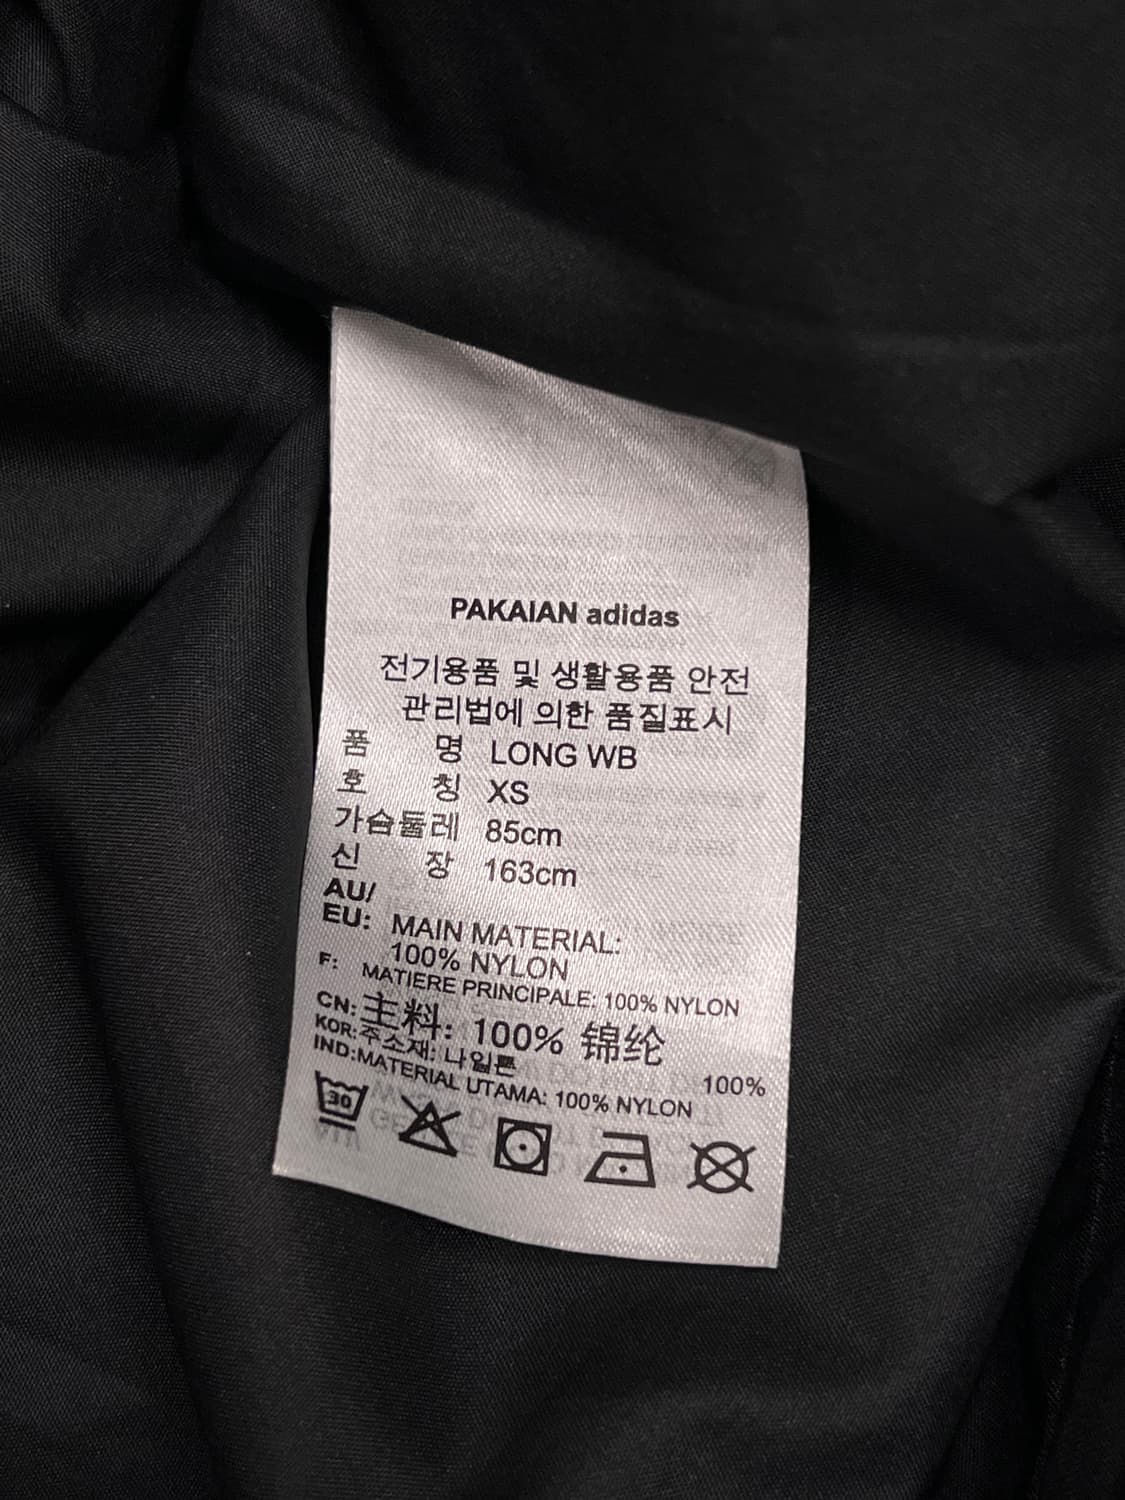 PAKAIAN adidas
전기용품 및 생활용품 안전
관리법에 의한 품질표시
품 명 LONG WB
호 칭 XS
가슴둘레 85cm
신 장 163cm
AU/
EU: MAIN MATERIAL:
100% NYLON
F: MATIERE PRINCIPALE: 100% NYLON
CN: 主料: 100% 锦纶
KOR: 주소재: 나일론 100%
IND: MATERIAL UTAMA: 100% NYLON
30